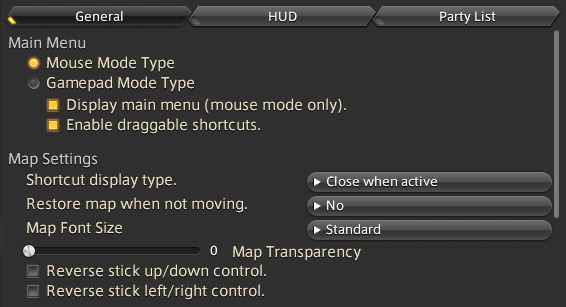 General HUD Party List
Main Menu
Mouse Mode Type
Gamepad Mode Type
Display main menu (mouse mode only).
Enable draggable shortcuts.
Map Settings
Shortcut display type. Close when active
Restore map when not moving. No
Map Font Size Standard
0 Map Transparency
Reverse stick up/down control.
Reverse stick left/right control.